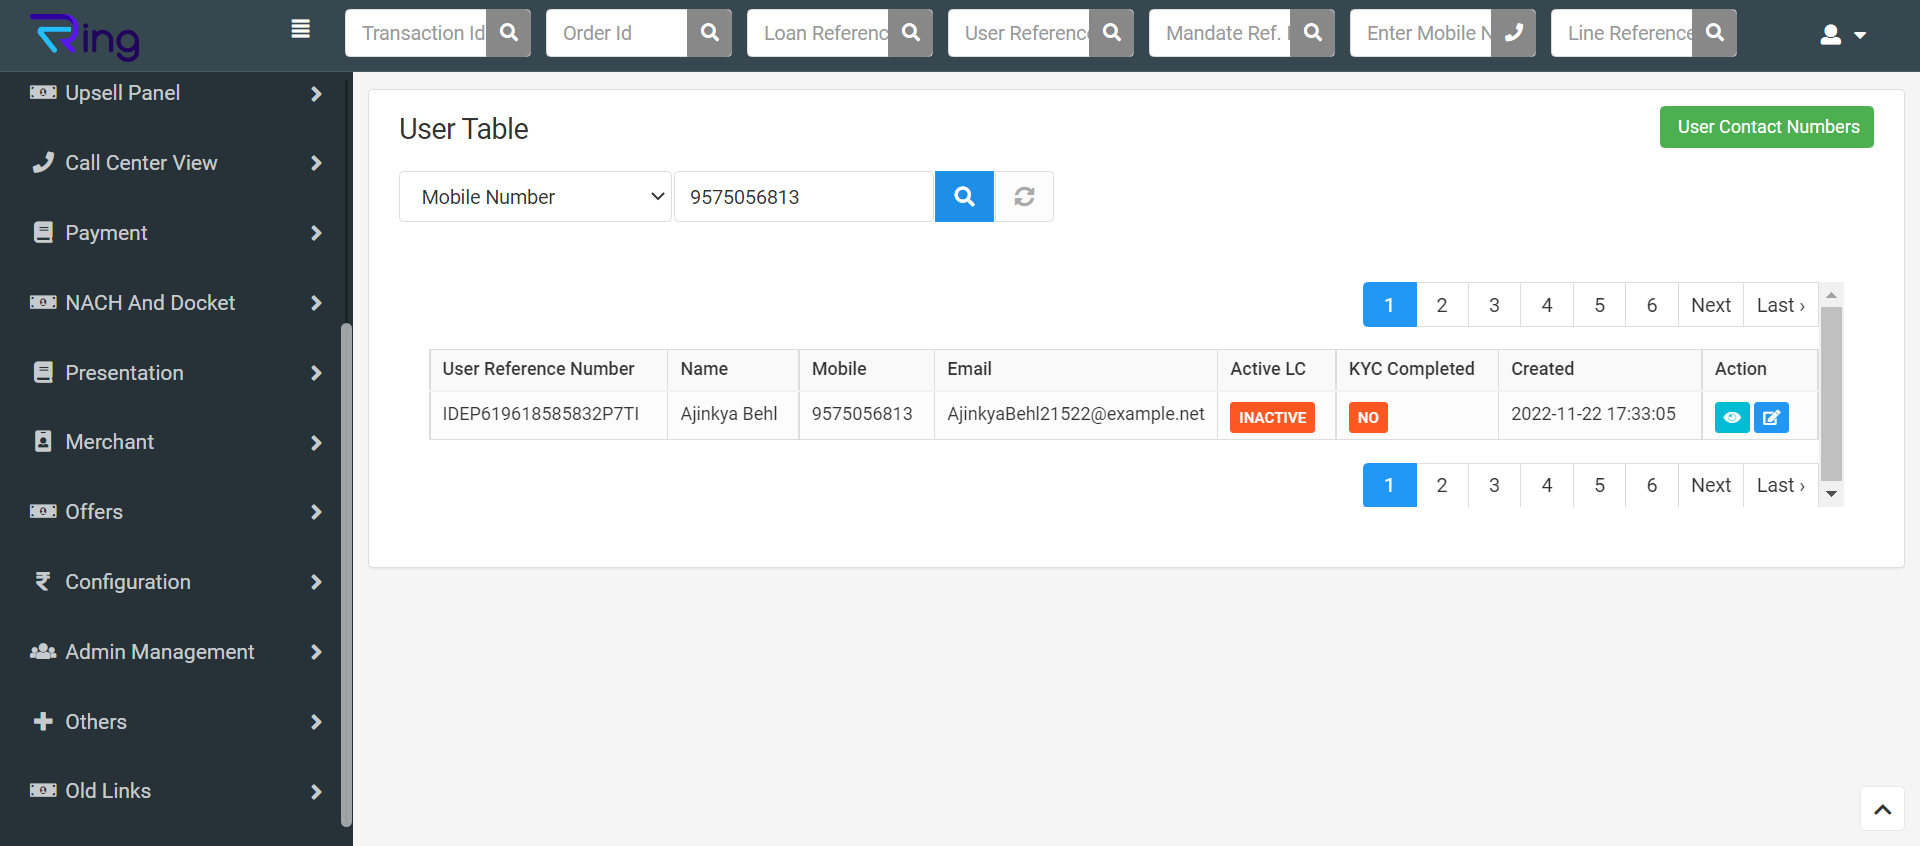 Ring
Transaction Id
Order Id
Loan Referenc
User Referenc
Mandate Ref.
Enter Mobile N
Line Reference
Upsell Panel
Call Center View
Payment
NACH And Docket
Presentation
Merchant
Offers
Configuration
Admin Management
Others
Old Links
User Table
User Contact Numbers
Mobile Number
9575056813
1 2 3 4 5 6 Next Last ›
User Reference Number Name Mobile Email Active LC KYC Completed Created Action
IDEP619618585832P7TI Ajinkya Behl 9575056813 AjinkyaBehl21522@example.net INACTIVE NO 2022-11-22 17:33:05
1 2 3 4 5 6 Next Last ›